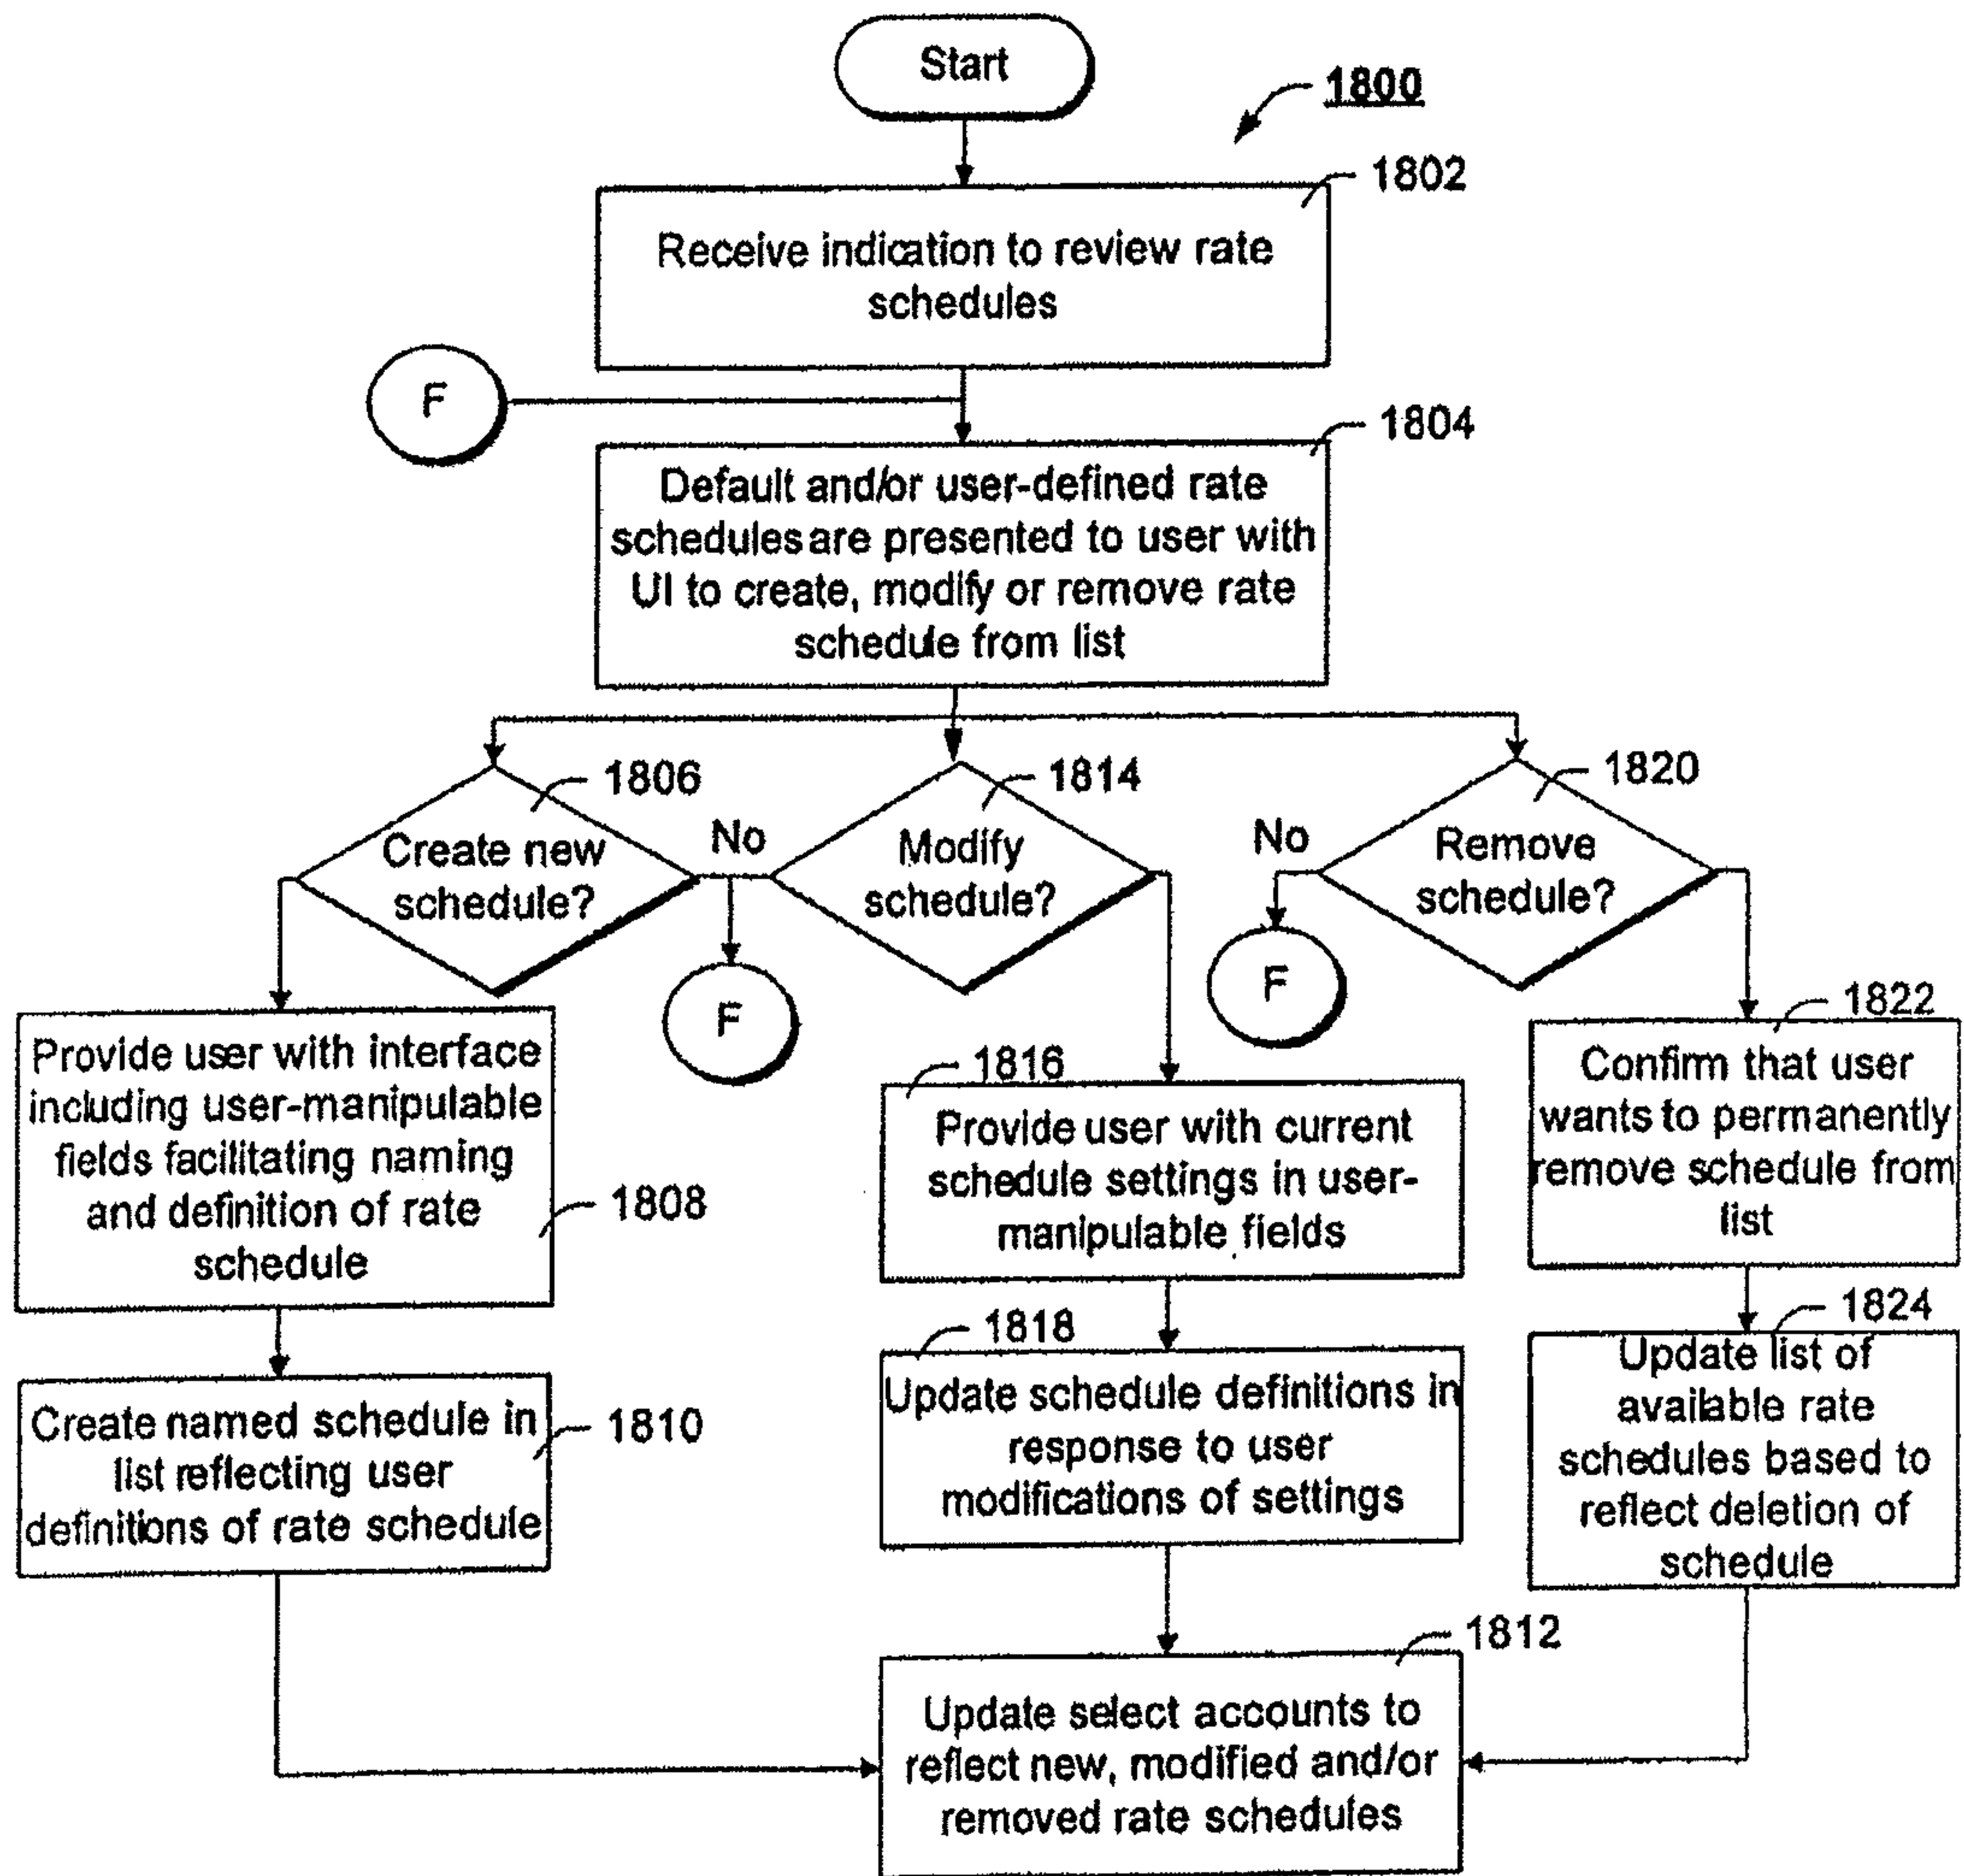 Start
1800
1802
Receive indication to review rate
schedules
F
1804
Default and/or user-defined rate
schedules are presented to user with
UI to create, modify or remove rate
schedule from list
1806
Create new
schedule?
No
F
1814
Modify
schedule?
1820
No
Remove
schedule?
F
Provide user with interface
including user-manipulable
fields facilitating naming
and definition of rate
schedule
1808
1816
Provide user with current
schedule settings in user-
manipulable fields
1822
Confirm that user
wants to permanently
remove schedule from
list
Create named schedule in
list reflecting user
definitions of rate schedule
1810
1818
Update schedule definitions in
response to user
modifications of settings
1824
Update list of
available rate
schedules based to
reflect deletion of
schedule
1812
Update select accounts to
reflect new, modified and/or
removed rate schedules